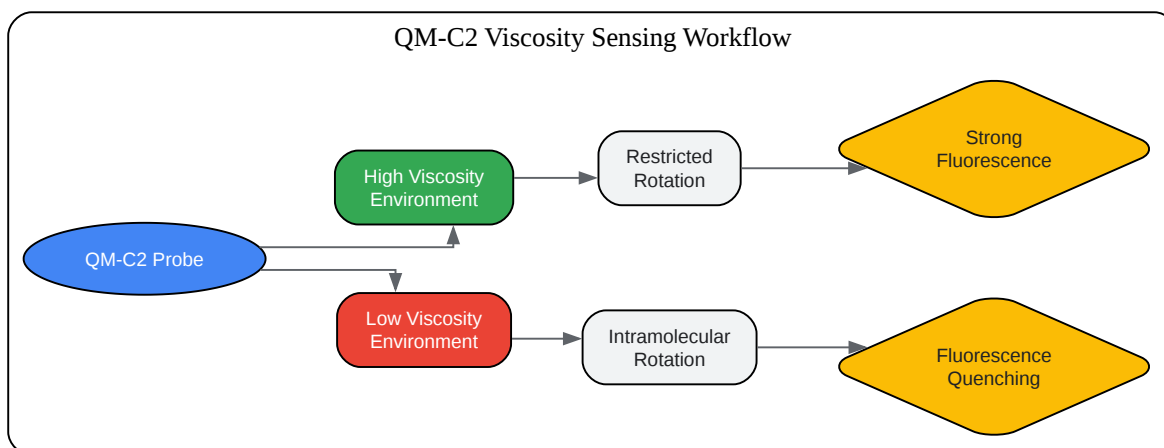 QM-C2 Viscosity Sensing Workflow
QM-C2 Probe
High Viscosity
Environment
Restricted
Rotation
Strong
Fluorescence
Low Viscosity
Environment
Intramolecular
Rotation
Fluorescence
Quenching